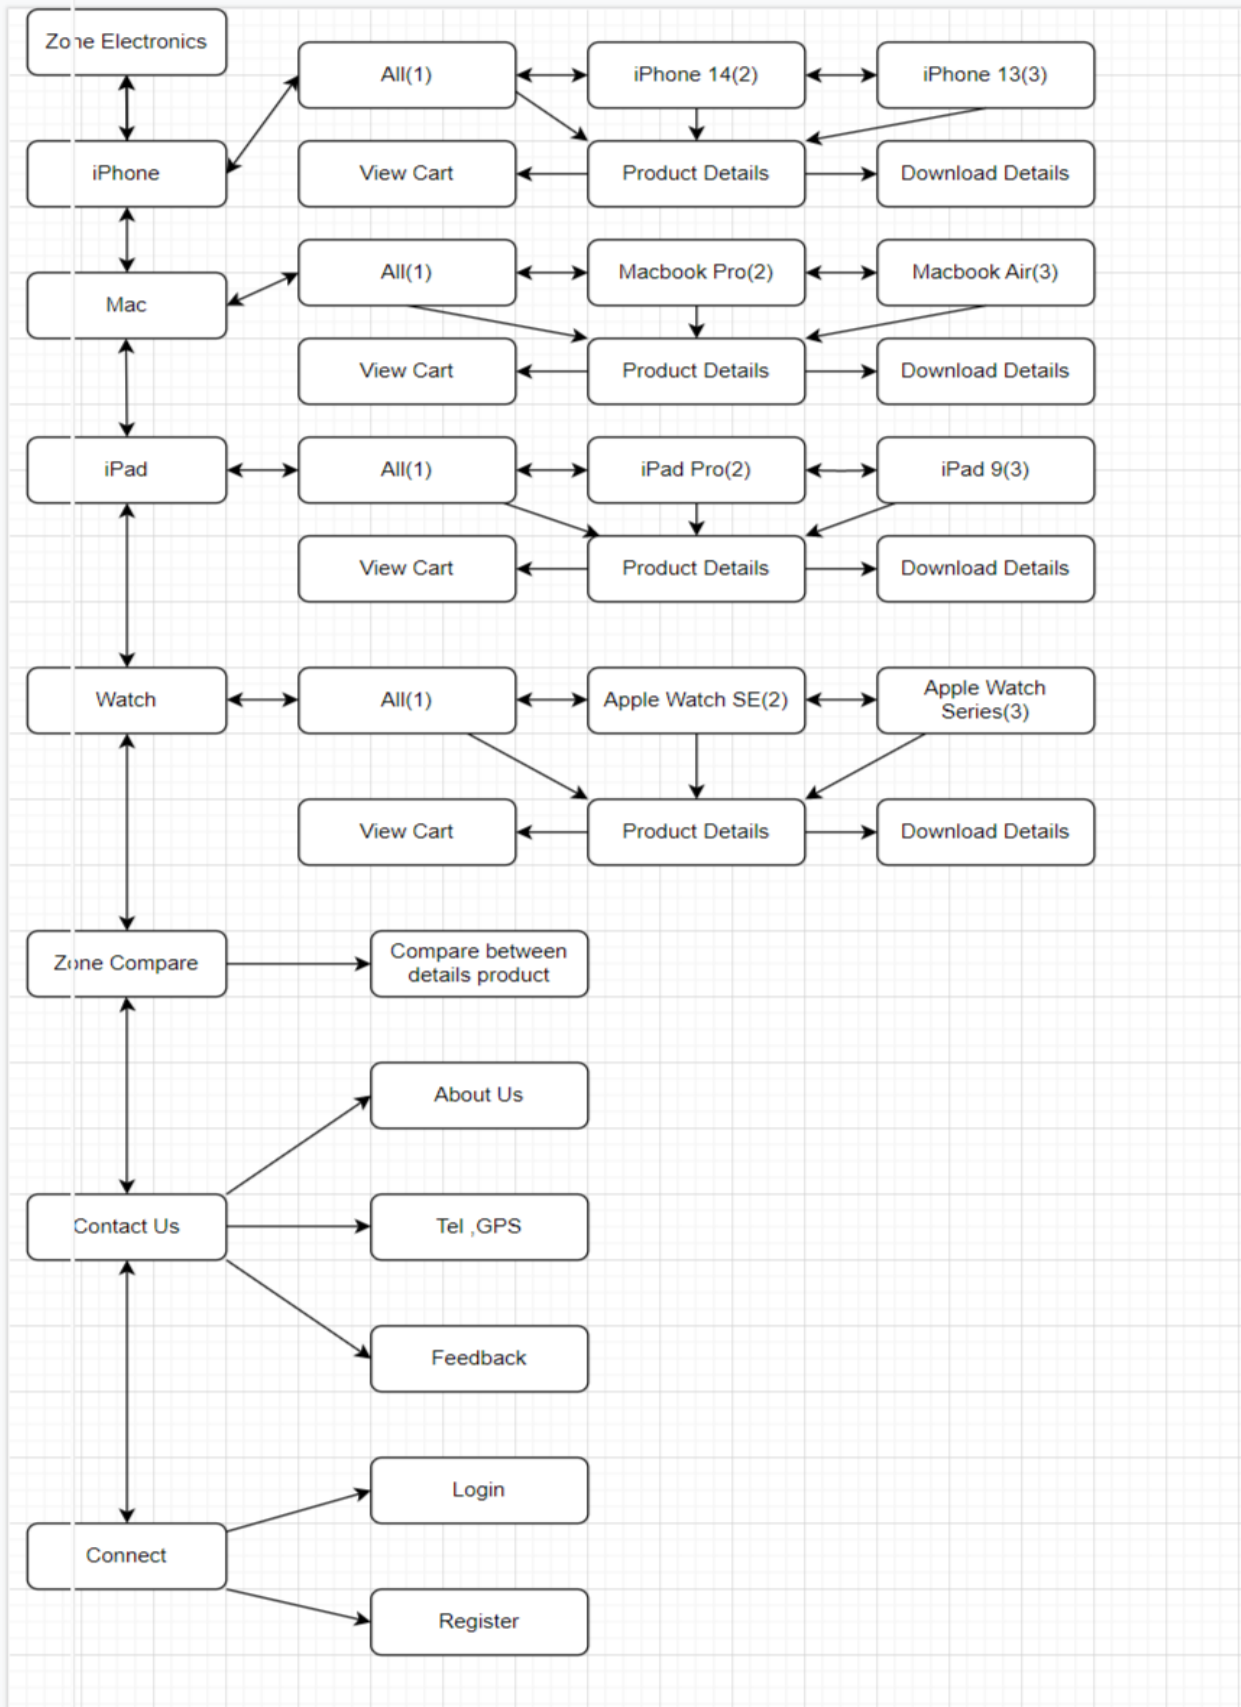 Zone Electronics
All(1)
iPhone 14(2)
iPhone 13(3)
iPhone
View Cart
Product Details
Download Details
Mac
All(1)
Macbook Pro(2)
Macbook Air(3)
View Cart
Product Details
Download Details
iPad
All(1)
iPad Pro(2)
iPad 9(3)
View Cart
Product Details
Download Details
Watch
All(1)
Apple Watch SE(2)
Apple Watch
Series(3)
View Cart
Product Details
Download Details
Zone Compare
Compare between
details product
About Us
Contact Us
Tel ,GPS
Feedback
Login
Connect
Register